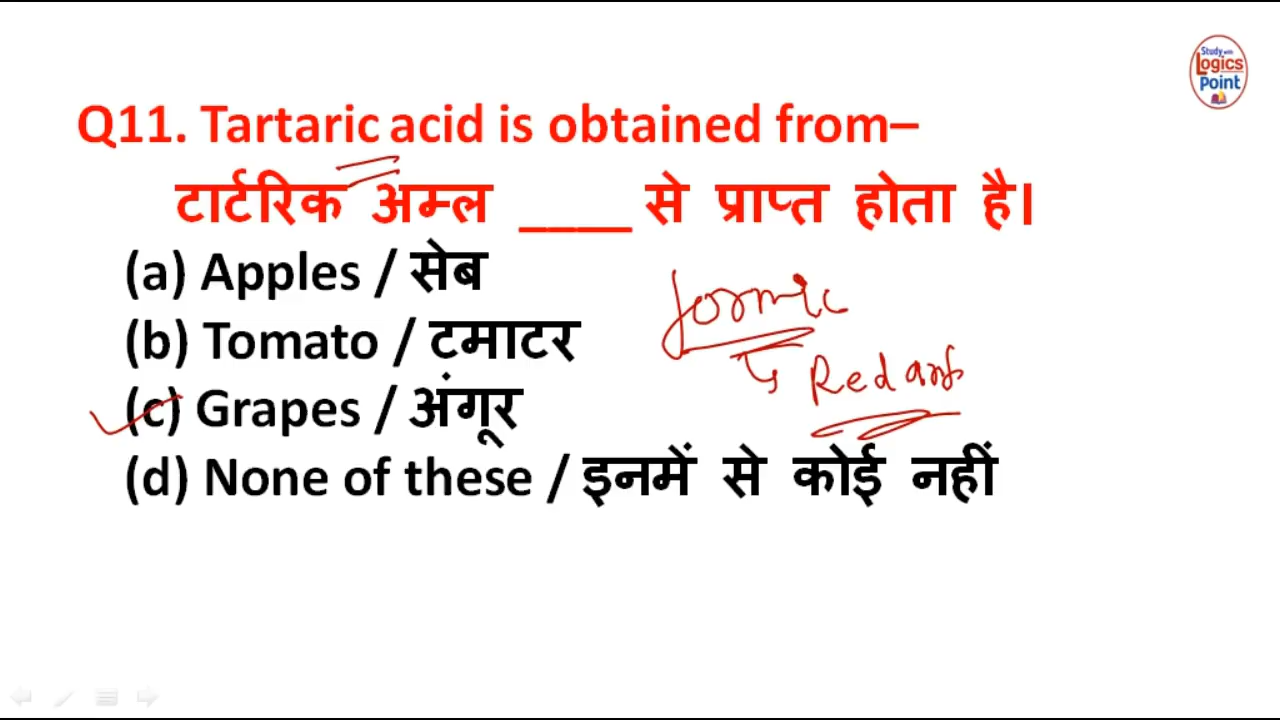 Study with
Logics
Point
Q11. Tartaric acid is obtained from–
टार्टरिक अम्ल ____ से प्राप्त होता है।
(a) Apples / सेब
(b) Tomato / टमाटर
formic
(c) Grapes / अंगूर
Red ants
(d) None of these / इनमें से कोई नहीं